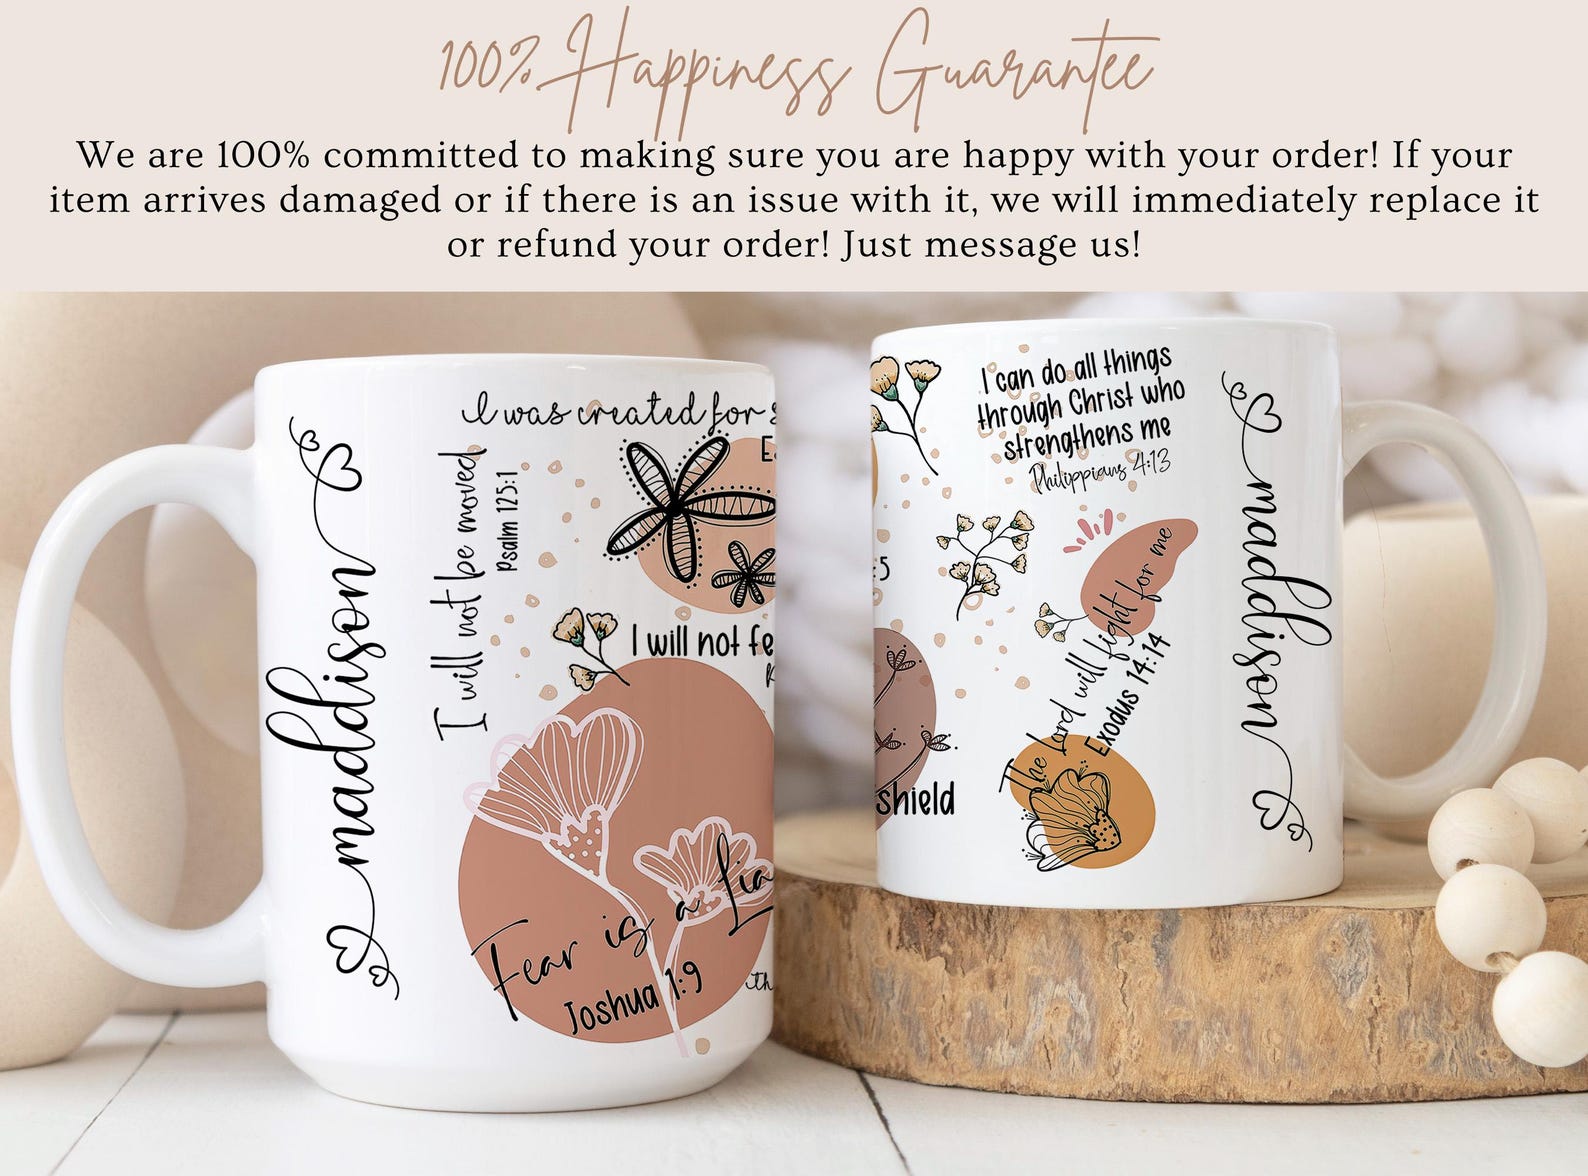 100% Happiness Guarantee
We are 100% committed to making sure you are happy with your order! If your
item arrives damaged or if there is an issue with it, we will immediately replace it
or refund your order! Just message us!
maddison
I will not be moved
Psalm 125:1
I was created for
I will not
Fear is a
Joshua 1:9
I can do all things
through Christ who
strengthens me
Philippians 4:13
:5
The Lord will fight for me
Exodus 14:14
shield
maddison